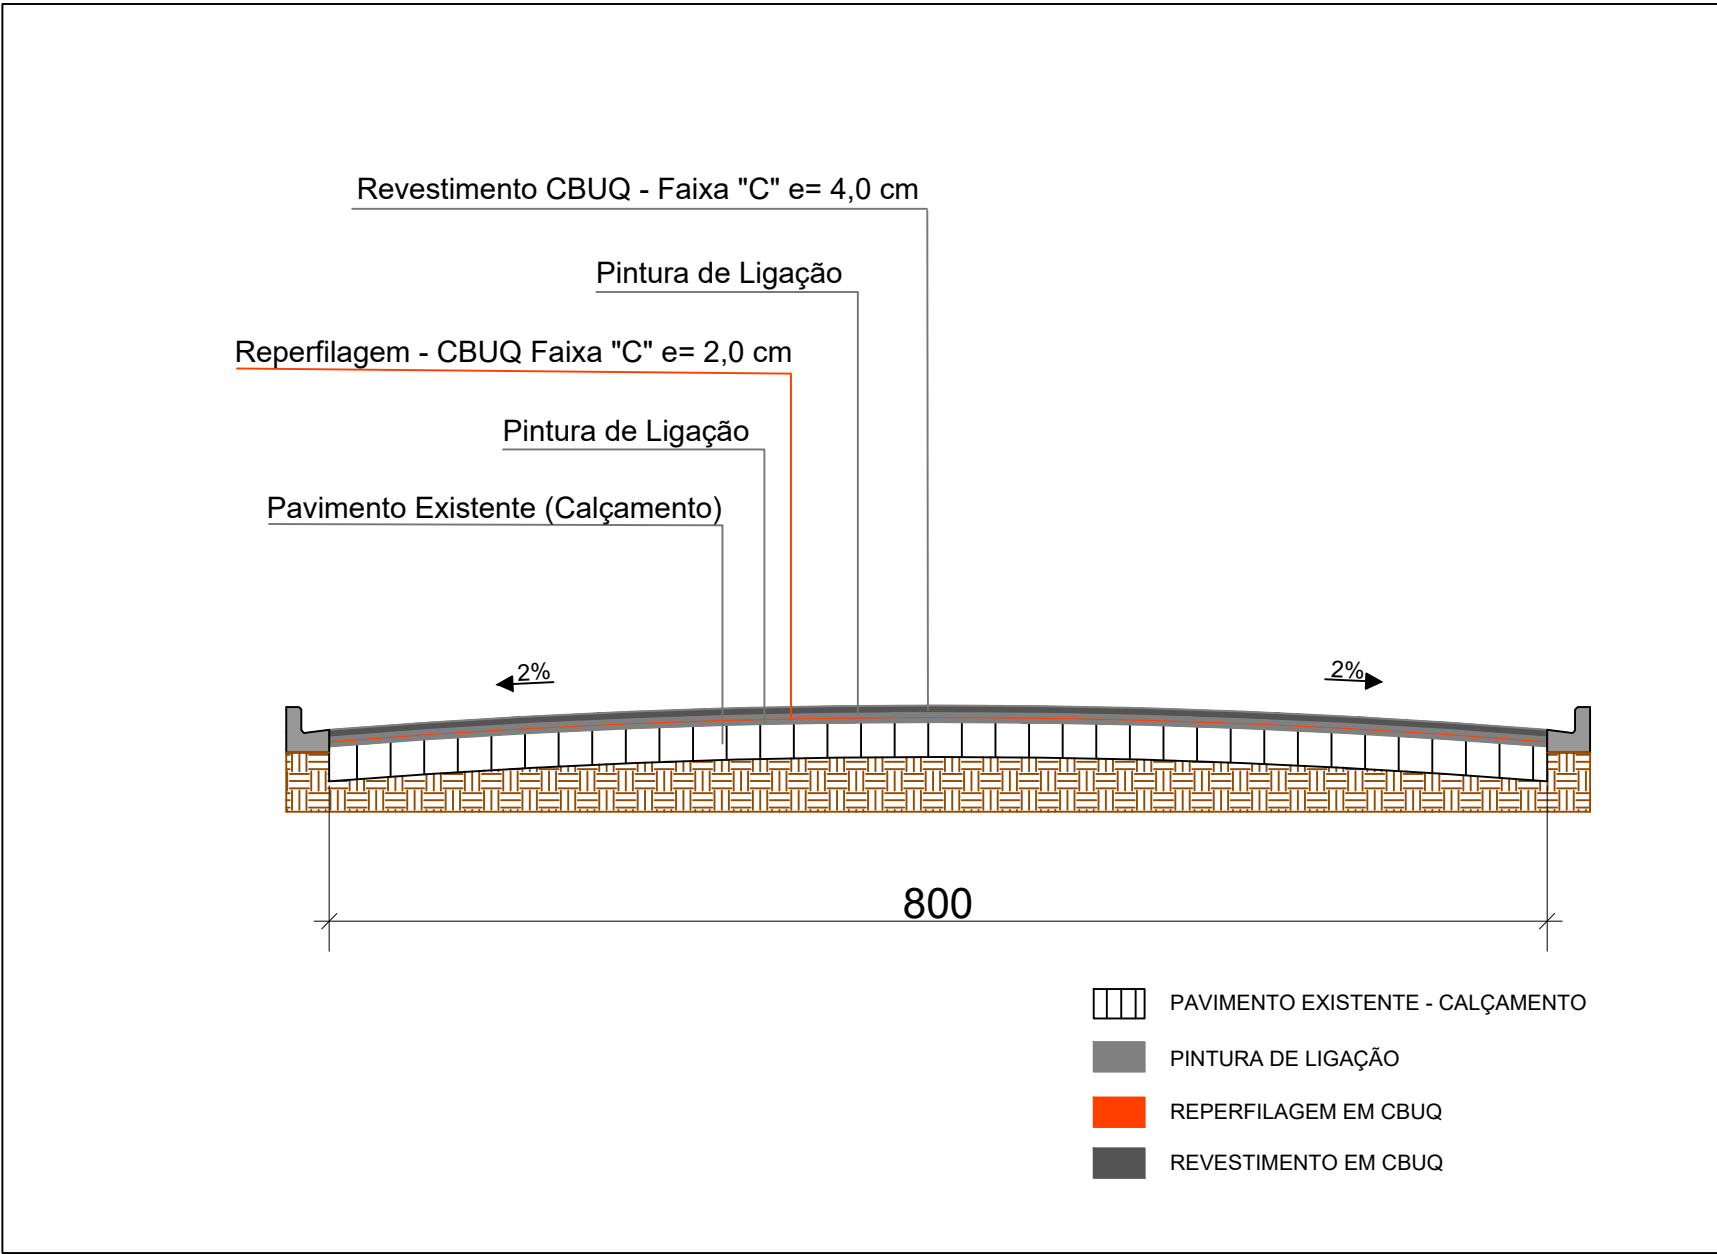 Revestimento CBUQ - Faixa "C" e= 4,0 cm
Pintura de Ligação
Reperfilagem - CBUQ Faixa "C" e= 2,0 cm
Pintura de Ligação
Pavimento Existente (Calçamento)
2%
2%
800
PAVIMENTO EXISTENTE - CALÇAMENTO
PINTURA DE LIGAÇÃO
REPERFILAGEM EM CBUQ
REVESTIMENTO EM CBUQ